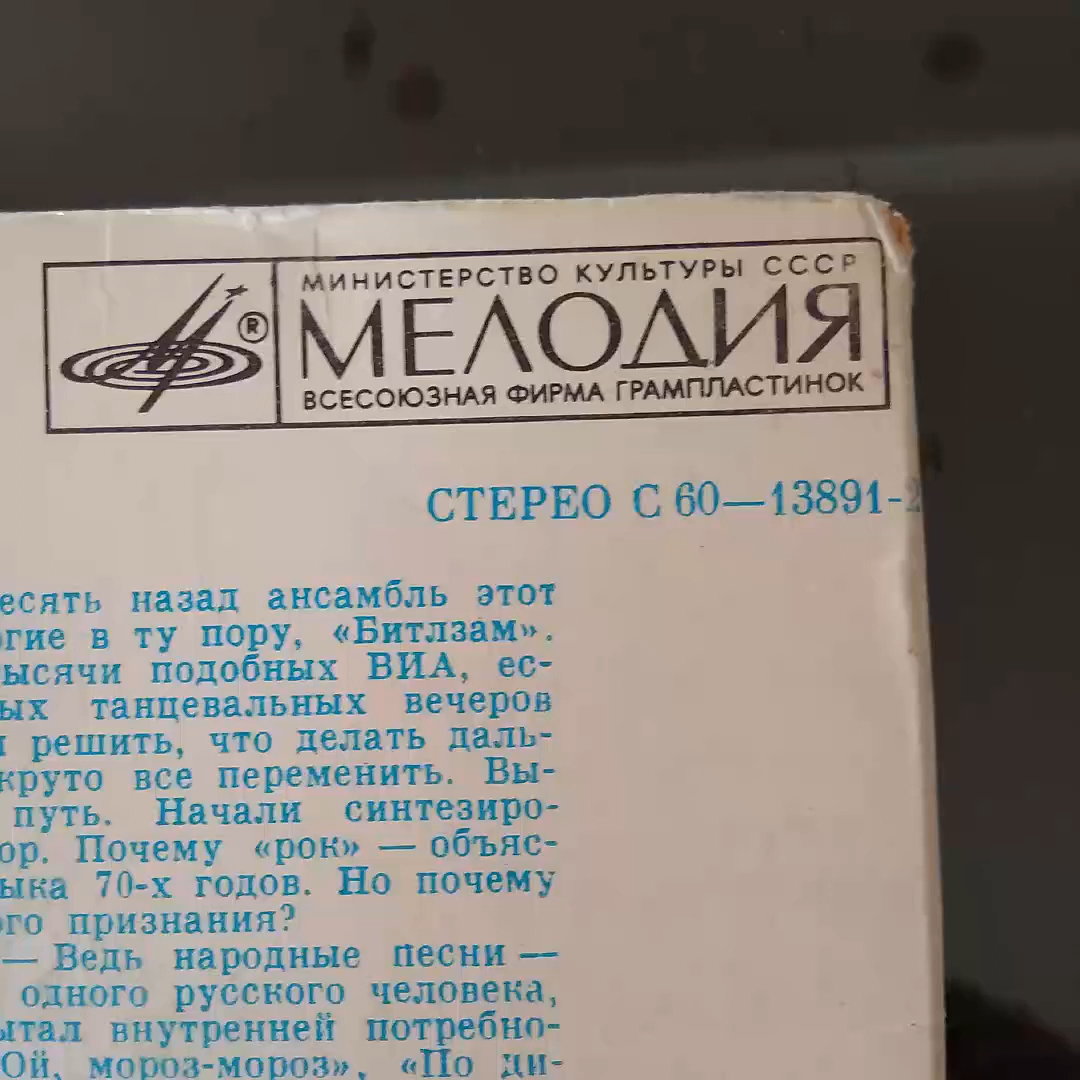 МИНИСТЕРСТВО КУЛЬТУРЫ СССР
®
МЕЛОДИЯ
ВСЕСОЮЗНАЯ ФИРМА ГРАМПЛАСТИНОК
СТЕРЕО С 60—13891-2
есять назад ансамбль этот
гие в ту пору, «Битлзам».
ысячи подобных ВИА, ес-
ых танцевальных вечеров
решить, что делать даль-
круто все переменить. Вы-
путь. Начали синтезиро-
ор. Почему «рок» — объяс-
ыка 70-х годов. Но почему
ого признания?
— Ведь народные песни —
одного русского человека,
ытал внутренней потребно-
Ой, мороз-мороз», «По ди-